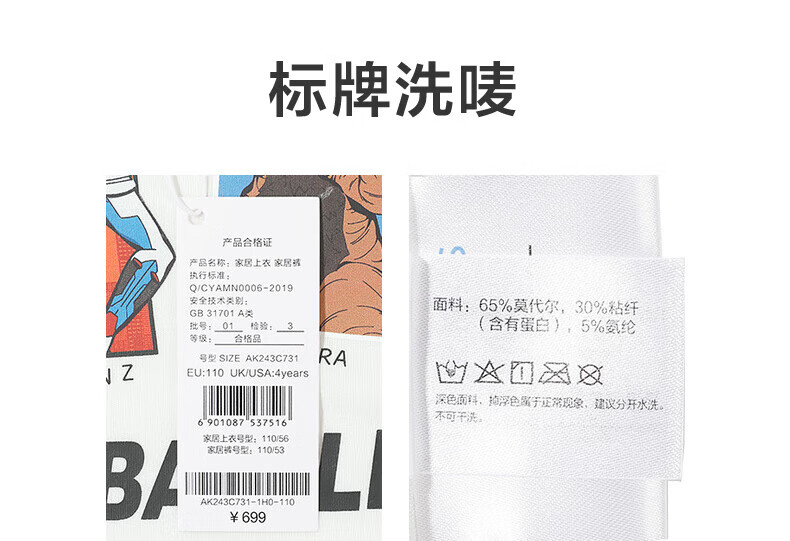 标牌洗唛
产品合格证
产品名称：家居上衣 家居裤
执行标准：
Q/CYAMN0006-2019
安全技术类别：
GB 31701 A类
批号： 01 检验： 3
等级： 合格品
号型 SIZE AK243C731
EU:110 UK/USA:4years
6 901087 537516
家居上衣号型：110/56
家居裤号型：110/53
AK243C731-1H0-110
￥699
NZ
RA
BA LL
面料：65%莫代尔，30%粘纤
（含有蛋白），5%氨纶
深色面料，掉浮色属于正常现象，建议分开水洗。
不可干洗。